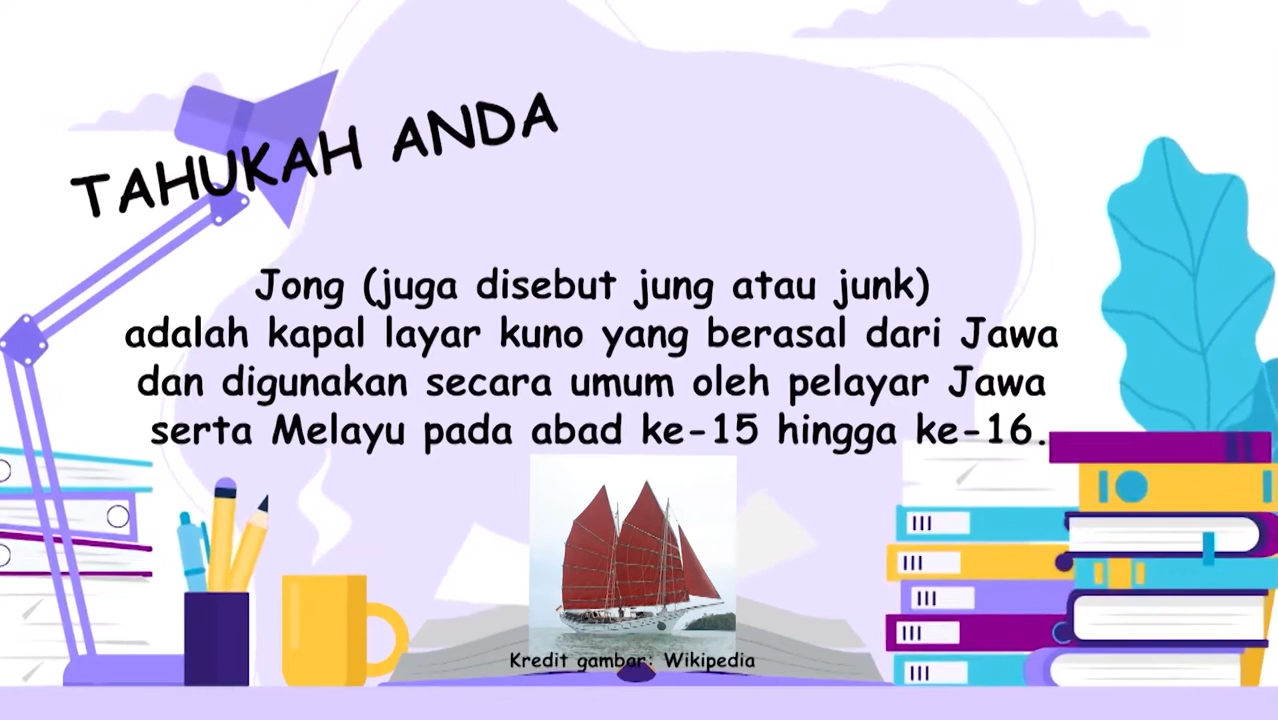 TAHUKAH ANDA
Jong (juga disebut jung atau junk)
adalah kapal layar kuno yang berasal dari Jawa
dan digunakan secara umum oleh pelayar Jawa
serta Melayu pada abad ke-15 hingga ke-16.
Kredit gambar: Wikipedia